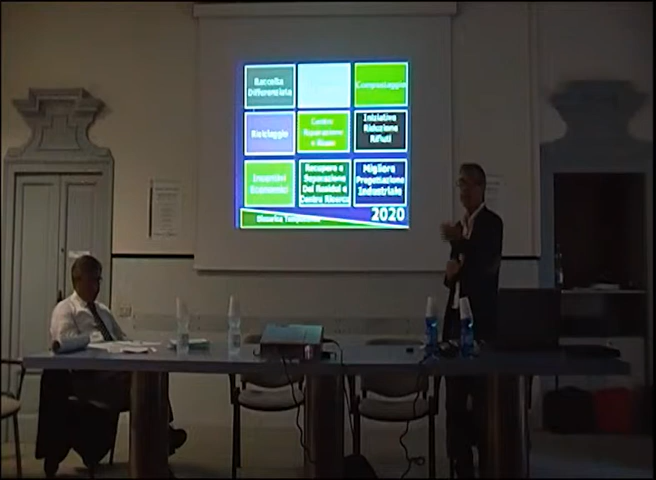 Raccolta
Differenziata
Compostaggio
Riciclaggio
Centro
Riparazione
e Riuso
Iniziative
Riduzione
Rifiuti
Incentivi
Economici
Recupero e
Separazione
Dei Residui e
Centro Ricerca
Migliore
Progettazione
Industriale
Discarica
2020